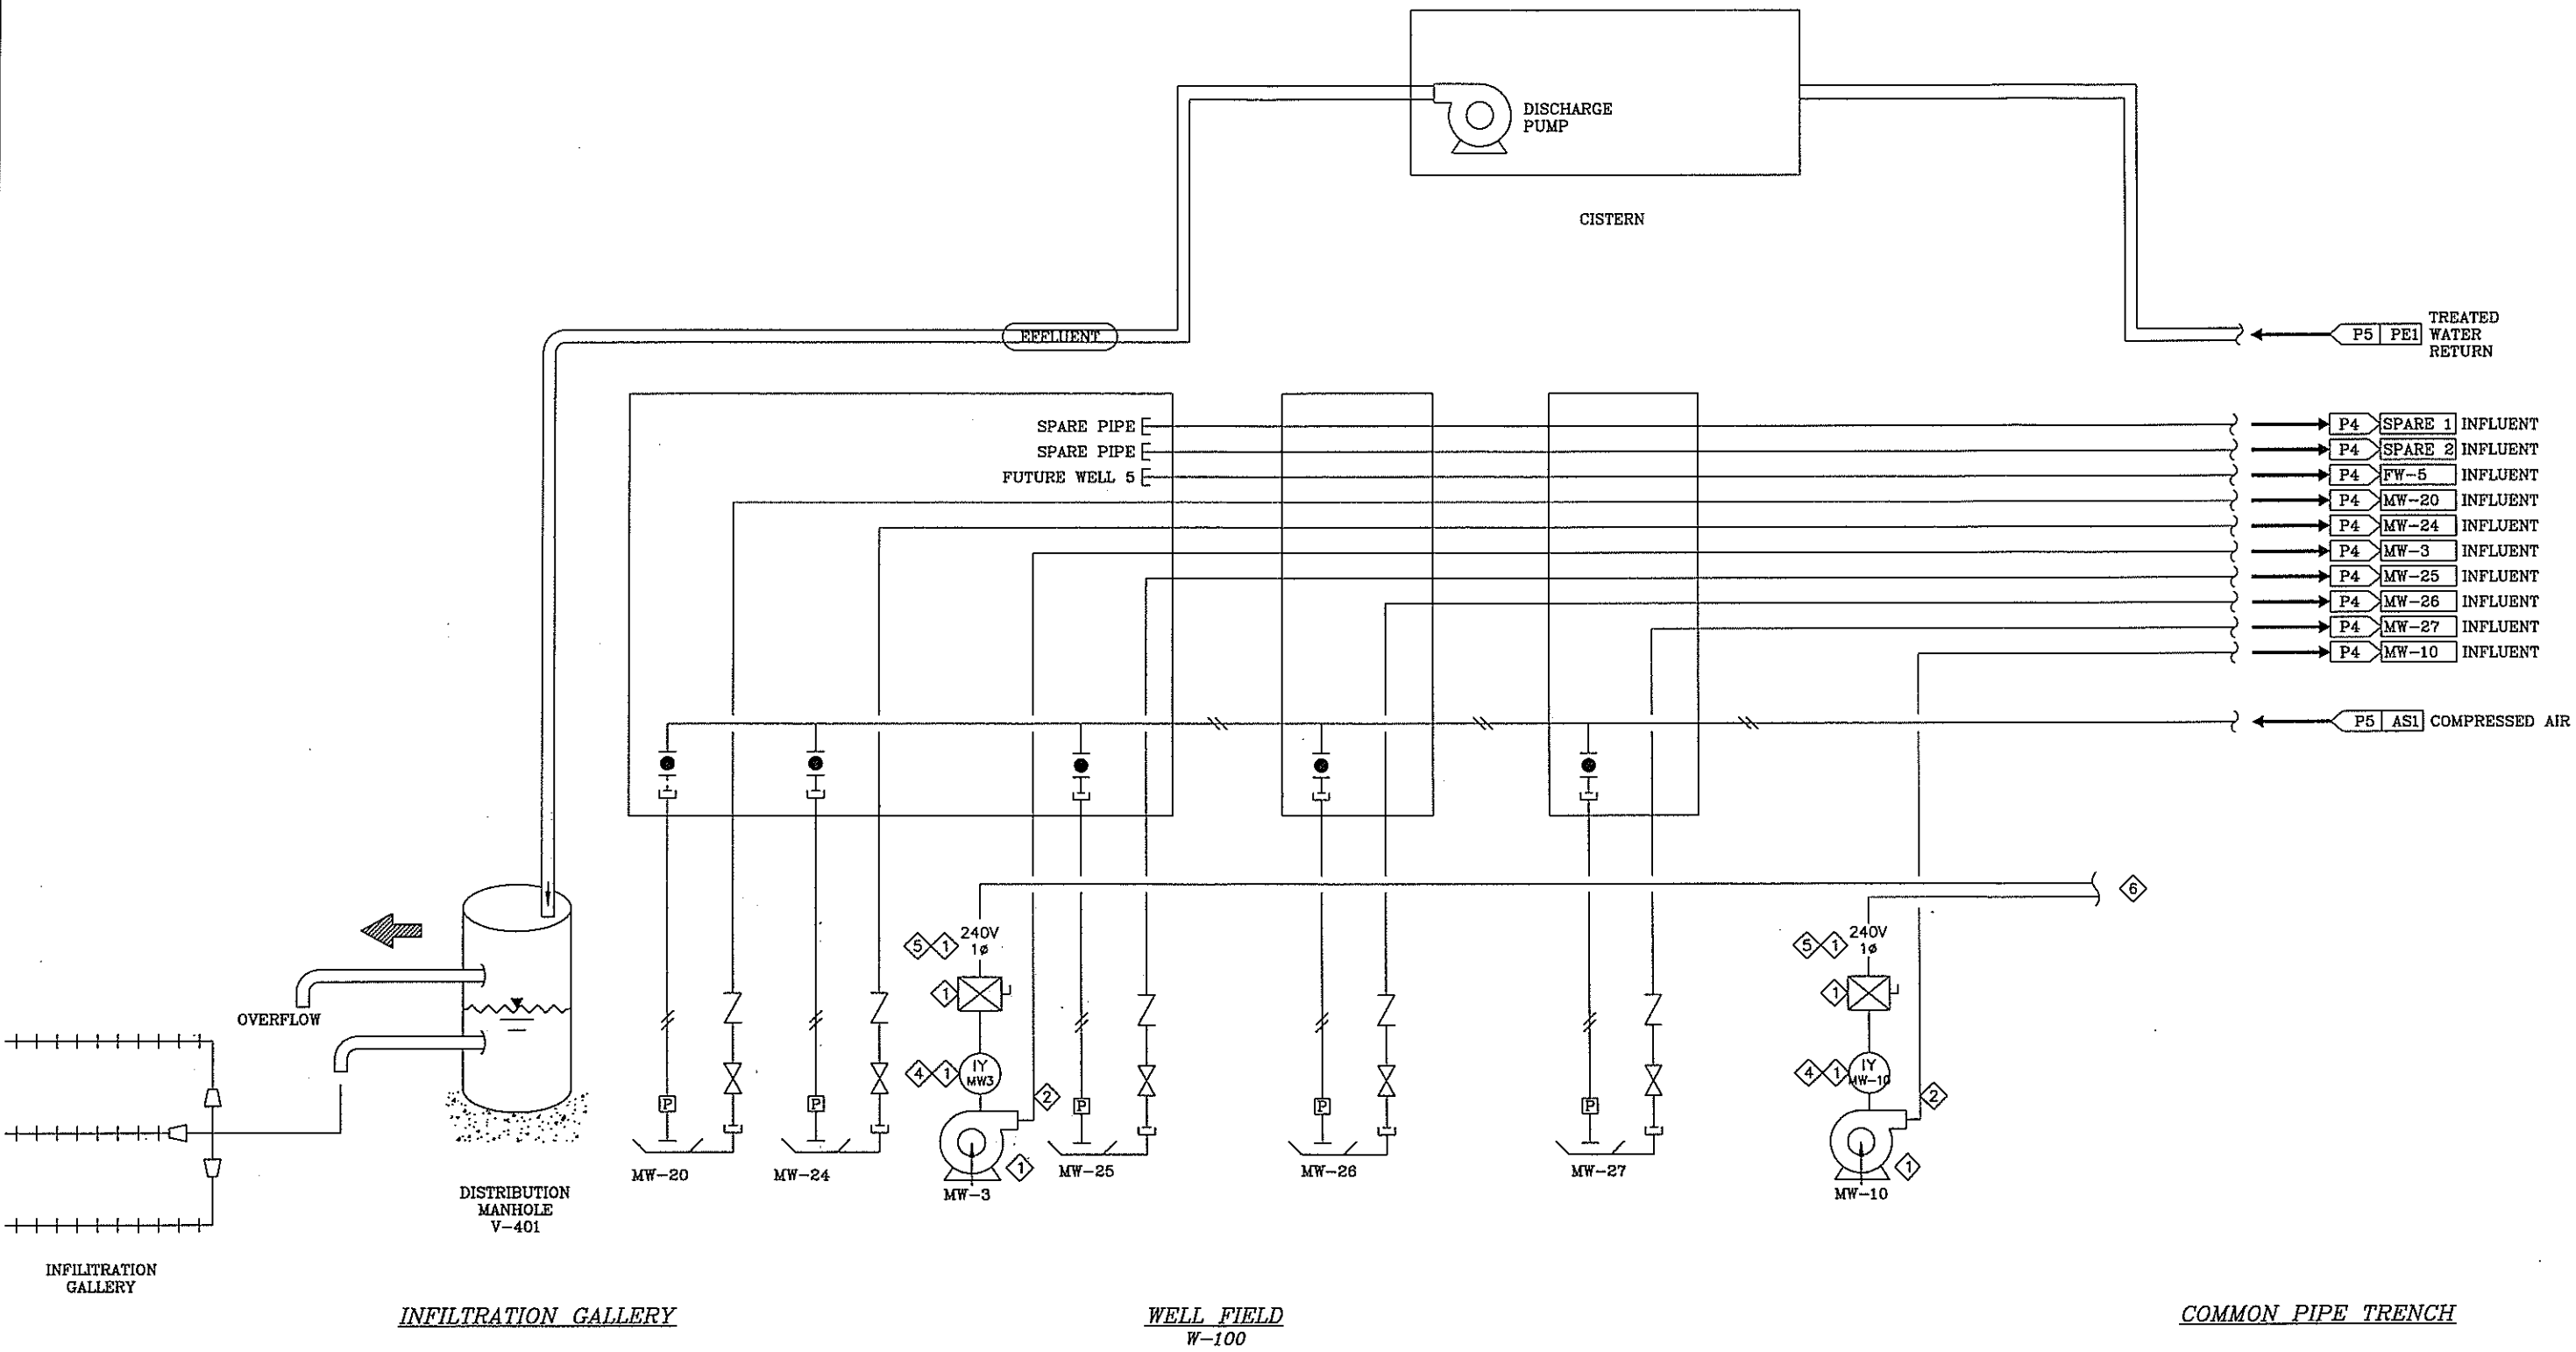 DISCHARGE
PUMP
CISTERN
EFFLUENT
P5 PE1
TREATED
WATER
RETURN
SPARE PIPE
P4 SPARE 1 INFLUENT
SPARE PIPE
P4 SPARE 2 INFLUENT
FUTURE WELL 5
P4 FW-5 INFLUENT
P4 MW-20 INFLUENT
P4 MW-24 INFLUENT
P4 MW-3 INFLUENT
P4 MW-25 INFLUENT
P4 MW-26 INFLUENT
P4 MW-27 INFLUENT
P4 MW-10 INFLUENT
P5 AS1 COMPRESSED AIR
6
5 1 240V
1ø
5 1 240V
1ø
1
1
OVERFLOW
4 1 IY
MW3
4 1 IY
MW-10
2
2
P
P
P
P
P
1
1
MW-20
MW-24
MW-3
MW-25
MW-26
MW-27
MW-10
DISTRIBUTION
MANHOLE
V-401
INFILITRATION
GALLERY
INFILTRATION GALLERY
WELL FIELD
W-100
COMMON PIPE TRENCH